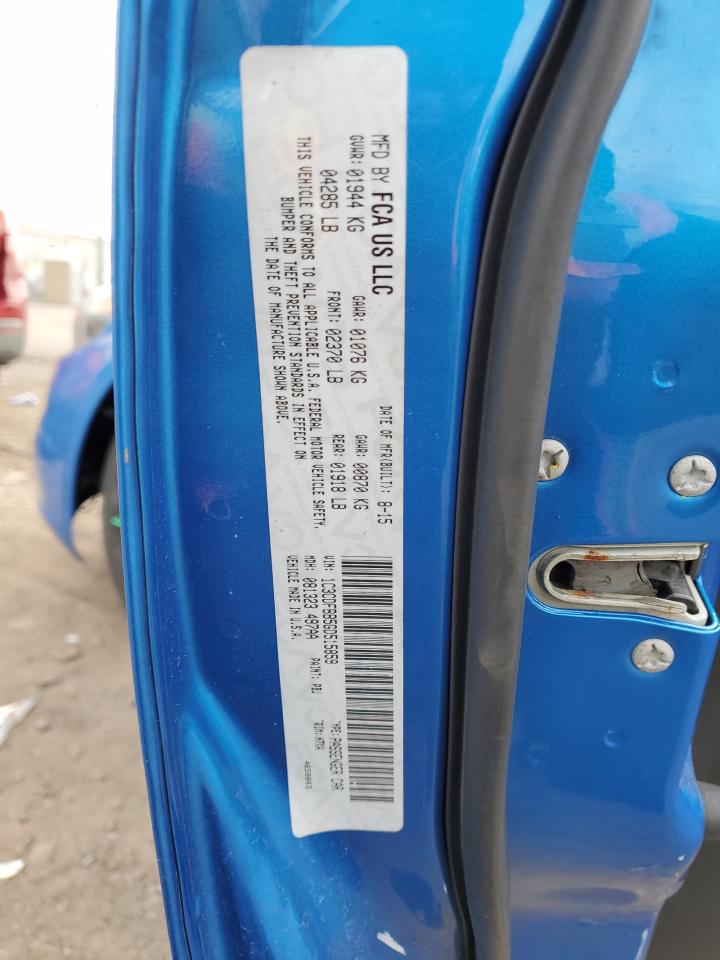 MFD BY FCA US LLC
DATE OF MFR(BUILT): 8-15
GVWR: 01944 KG
GAWR: 01076 KG
GAWR: 00870 KG
04285 LB
FRONT: 02370 LB
REAR: 01918 LB
THIS VEHICLE CONFORMS TO ALL APPLICABLE U.S.A. FEDERAL MOTOR VEHICLE SAFETY,
BUMPER AND THEFT PREVENTION STANDARDS IN EFFECT ON
THE DATE OF MANUFACTURE SHOWN ABOVE.
VIN: 1C3CDFBB5GD515859
TYPE: PASSENGER CAR
MDH: 081323 497AA
PAINT: PBJ
VEHICLE MADE IN U.S.A.